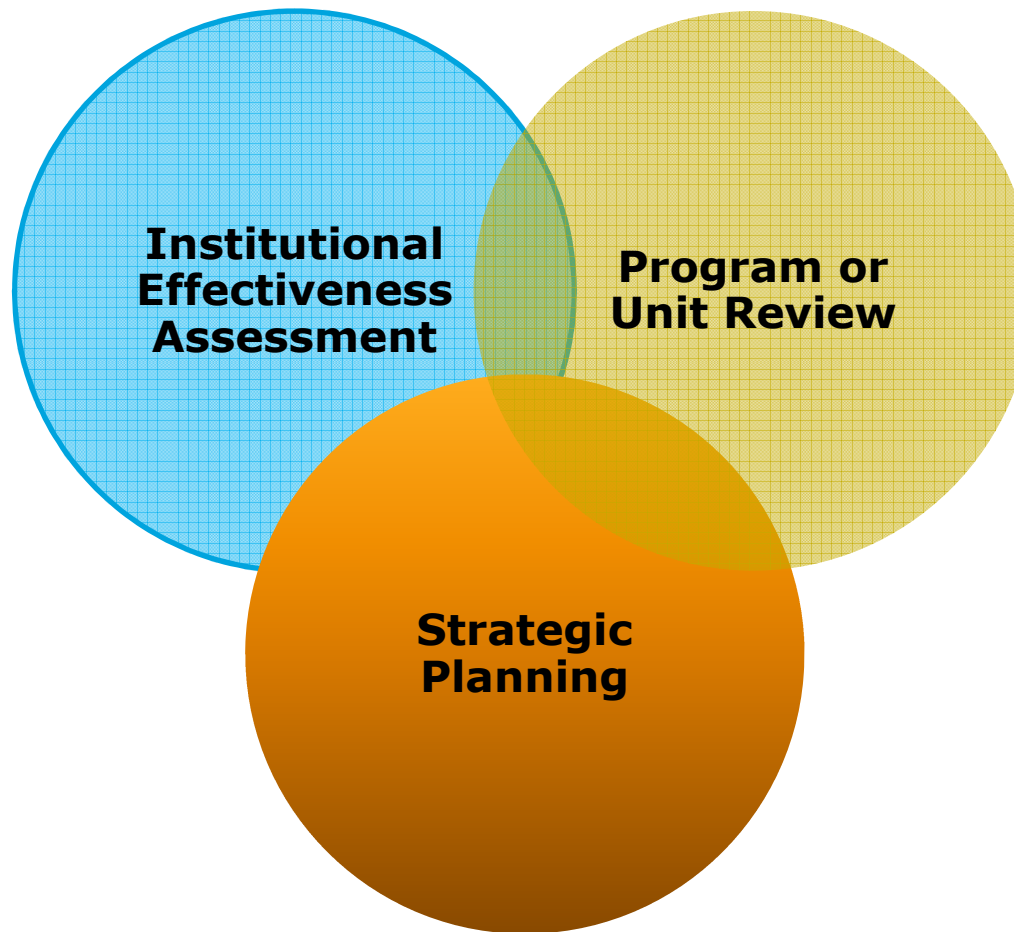 Institutional
Effectiveness
Assessment
Program or
Unit Review
Strategic
Planning